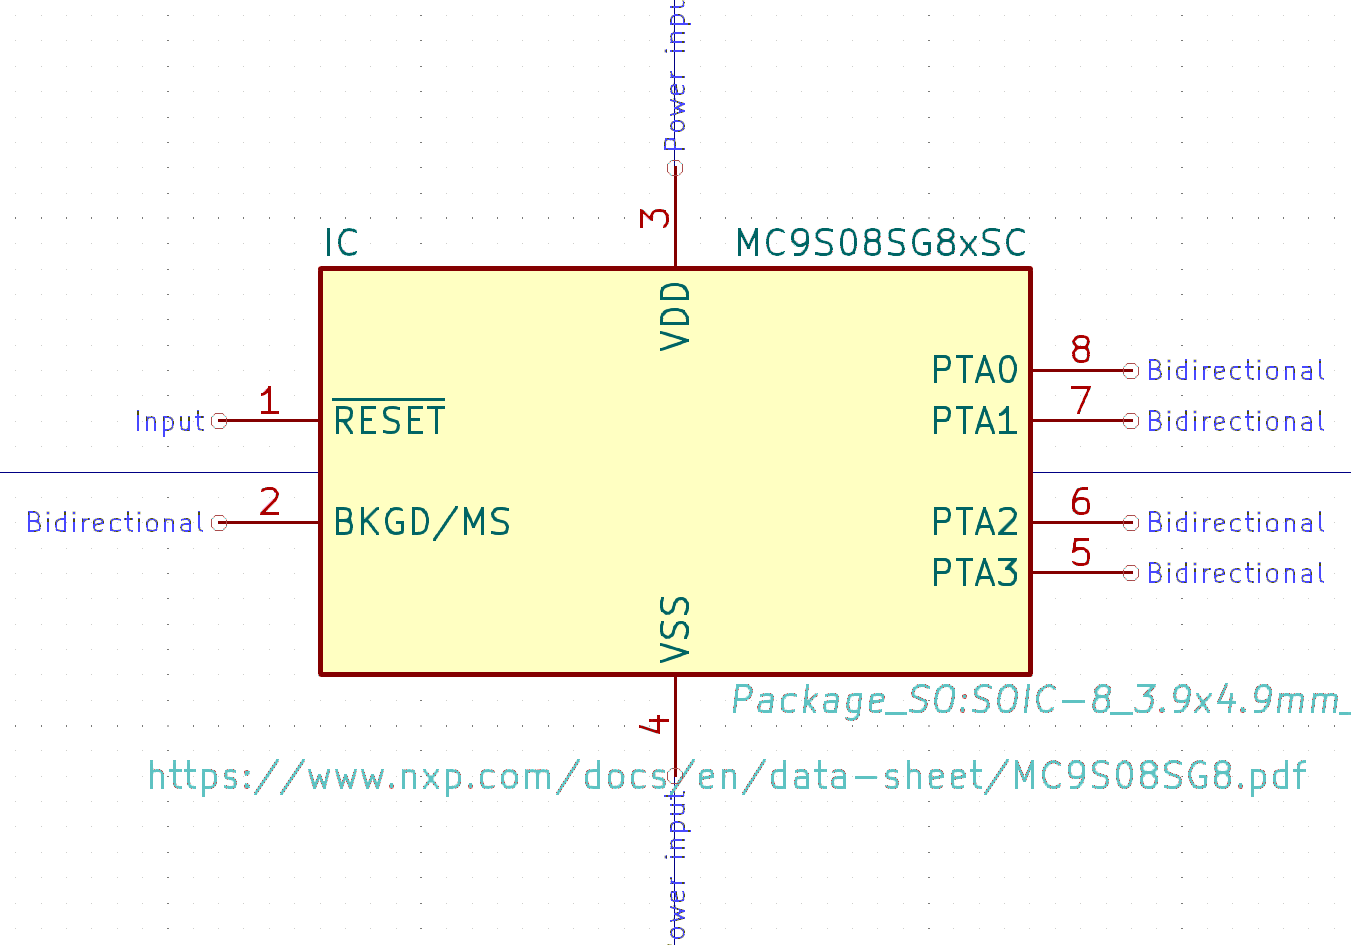 Power inpu
3
IC
MC9S08SG8xSC
VDD
8
PTA0
Bidirectional
1
7
Input
RESET
PTA1
Bidirectional
2
6
Bidirectional
BKGD/MS
PTA2
Bidirectional
5
PTA3
Bidirectional
VSS
Package_SO:SOIC-8_3.9x4.9mm_
4
https://www.nxp.com/docs/en/data-sheet/MC9S08SG8.pdf
ower input